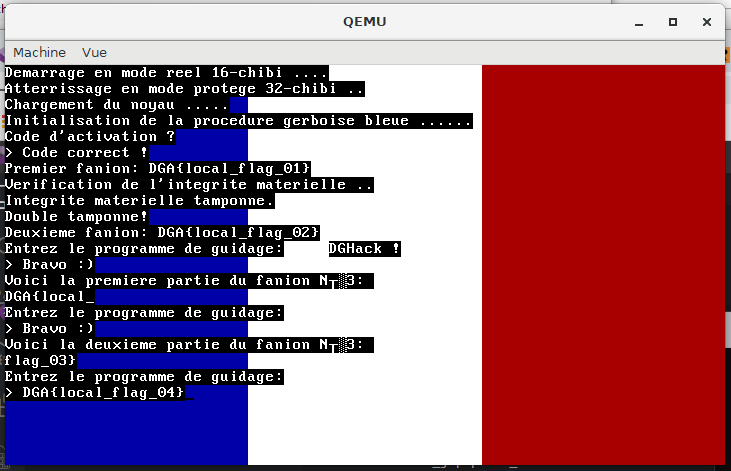 QEMU
Machine Vue
Demarrage en mode reel 16-chibi ....
Atterrissage en mode protege 32-chibi ..
Chargement du noyau .....
Initialisation de la procedure gerboise bleue ......
Code d'activation ?
> Code correct !
Premier fanion: DGA{local_flag_01}
Verification de l'integrite materielle ..
Integrite materielle tamponne.
Double tamponne!
Deuxieme fanion: DGA{local_flag_02}
Entrez le programme de guidage: DGHack !
> Bravo :)
Voici la premiere partie du fanion N┬░3:
DGA{local_
Entrez le programme de guidage:
> Bravo :)
Voici la deuxieme partie du fanion N┬░3:
flag_03}
Entrez le programme de guidage:
> DGA{local_flag_04}_